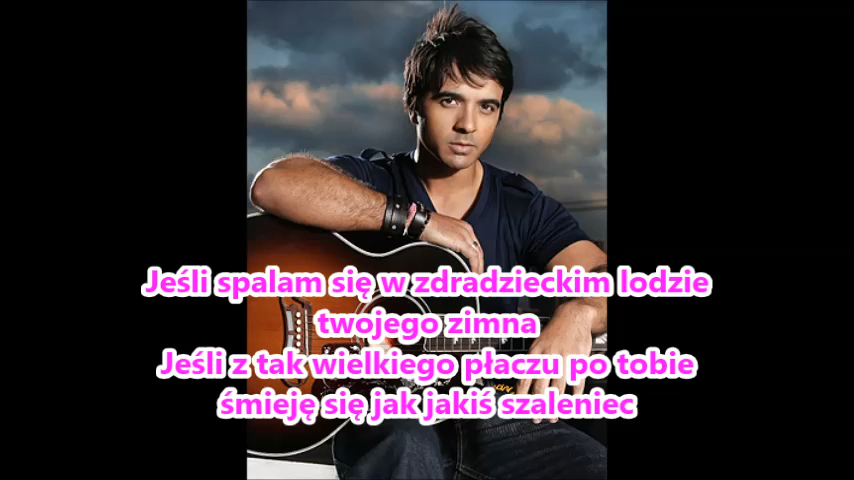 Jeśli spalam się w zdradzieckim lodzie
twojego zimna
Jeśli z tak wielkiego płaczu po tobie
śmieję się jak jakiś szaleniec